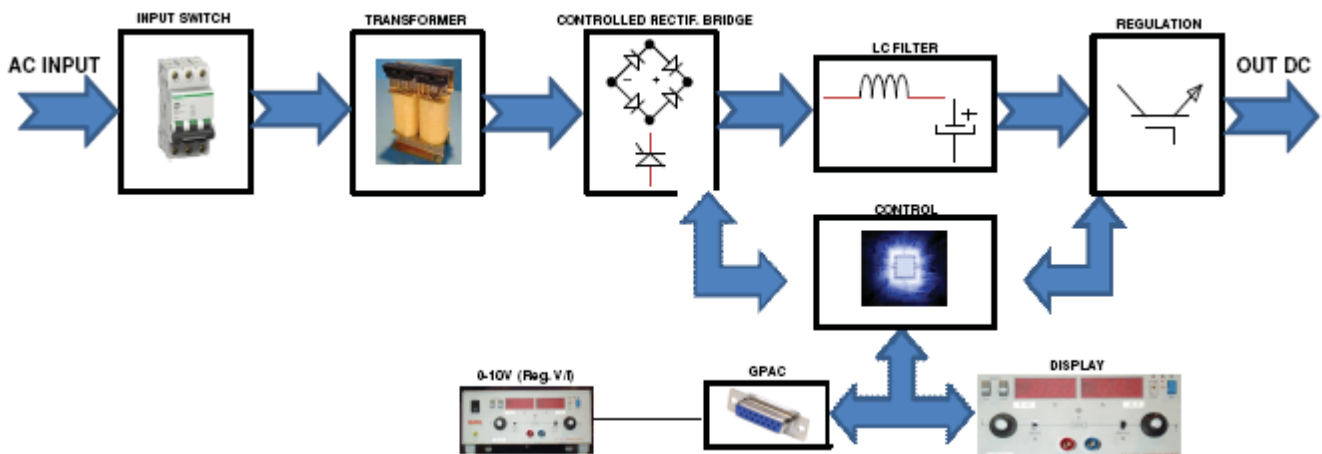 INPUT SWITCH
TRANSFORMER
CONTROLLED RECTIF. BRIDGE
LC FILTER
REGULATION
AC INPUT
OUT DC
CONTROL
0-10V (Reg. V/I)
GPAC
DISPLAY